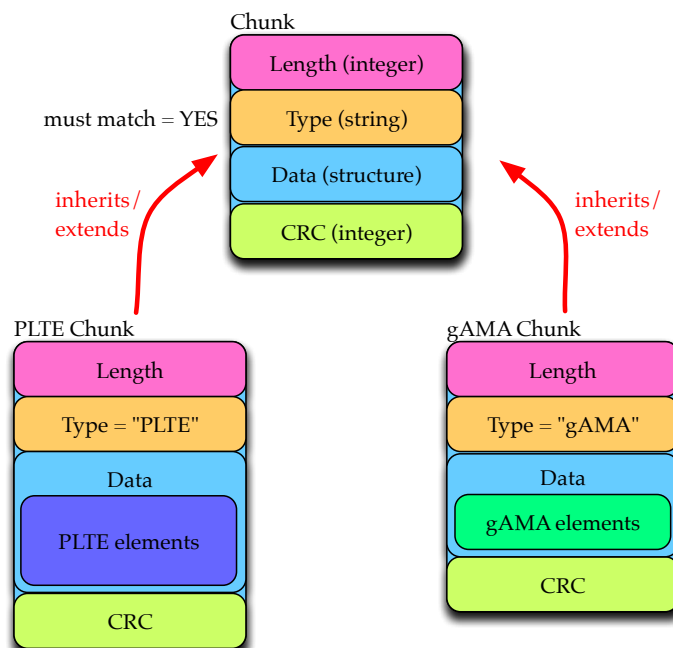 Chunk
Length (integer)
must match = YES
Type (string)
Data (structure)
CRC (integer)
inherits/
extends
inherits/
extends
PLTE Chunk
Length
Type = "PLTE"
Data
PLTE elements
CRC
gAMA Chunk
Length
Type = "gAMA"
Data
gAMA elements
CRC